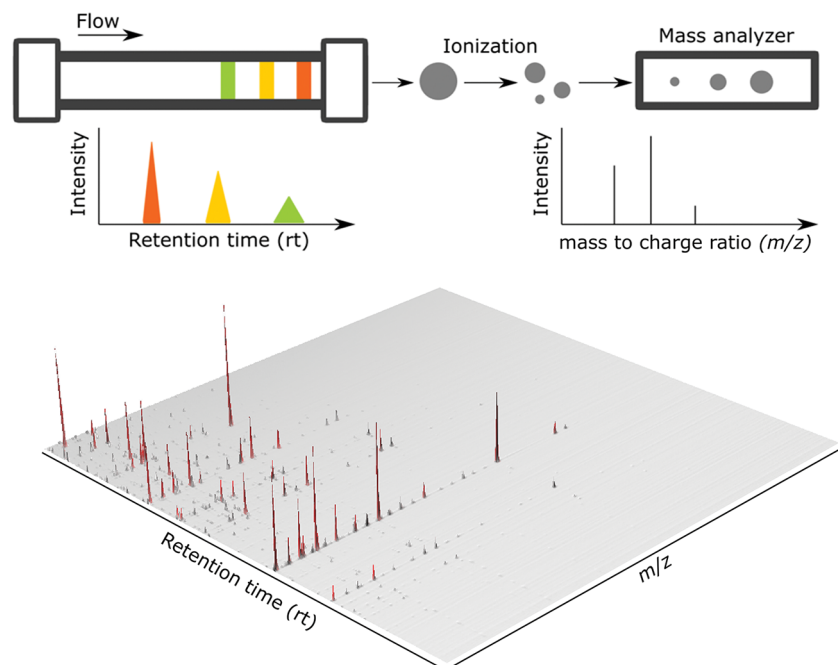 Flow
Ionization
Mass analyzer
Intensity
Retention time (rt)
Intensity
mass to charge ratio (m/z)
Retention time (rt)
m/z